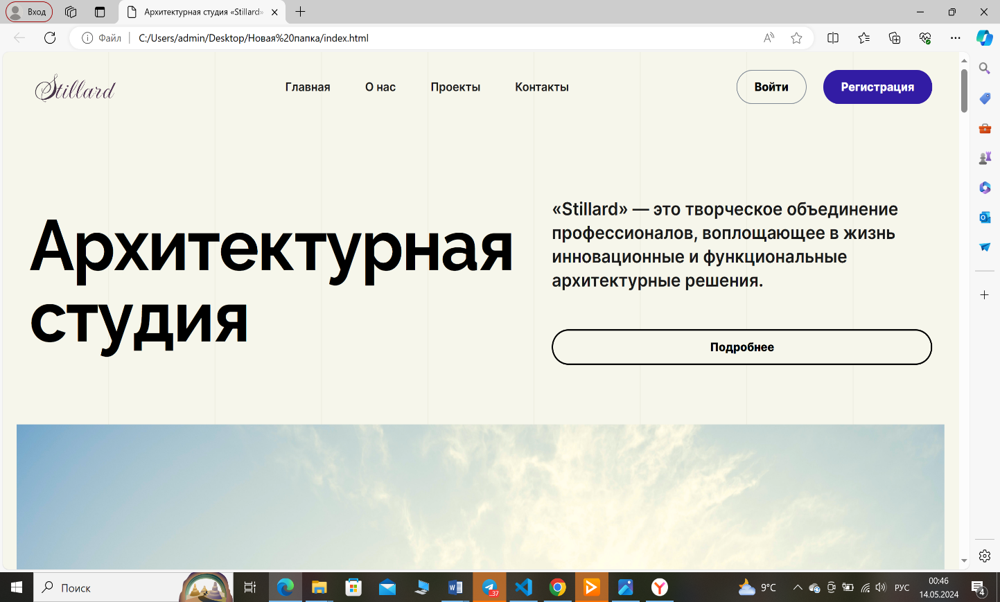 Вход
Архитектурная студия «Stillard»
Файл
C:/Users/admin/Desktop/Новая%20папка/index.html
Stillard
Главная
О нас
Проекты
Контакты
Войти
Регистрация
Архитектурная
студия
«Stillard» — это творческое объединение
профессионалов, воплощающее в жизнь
инновационные и функциональные
архитектурные решения.
Подробнее
Поиск
.37
9°C
РУС
00:46
14.05.2024
4